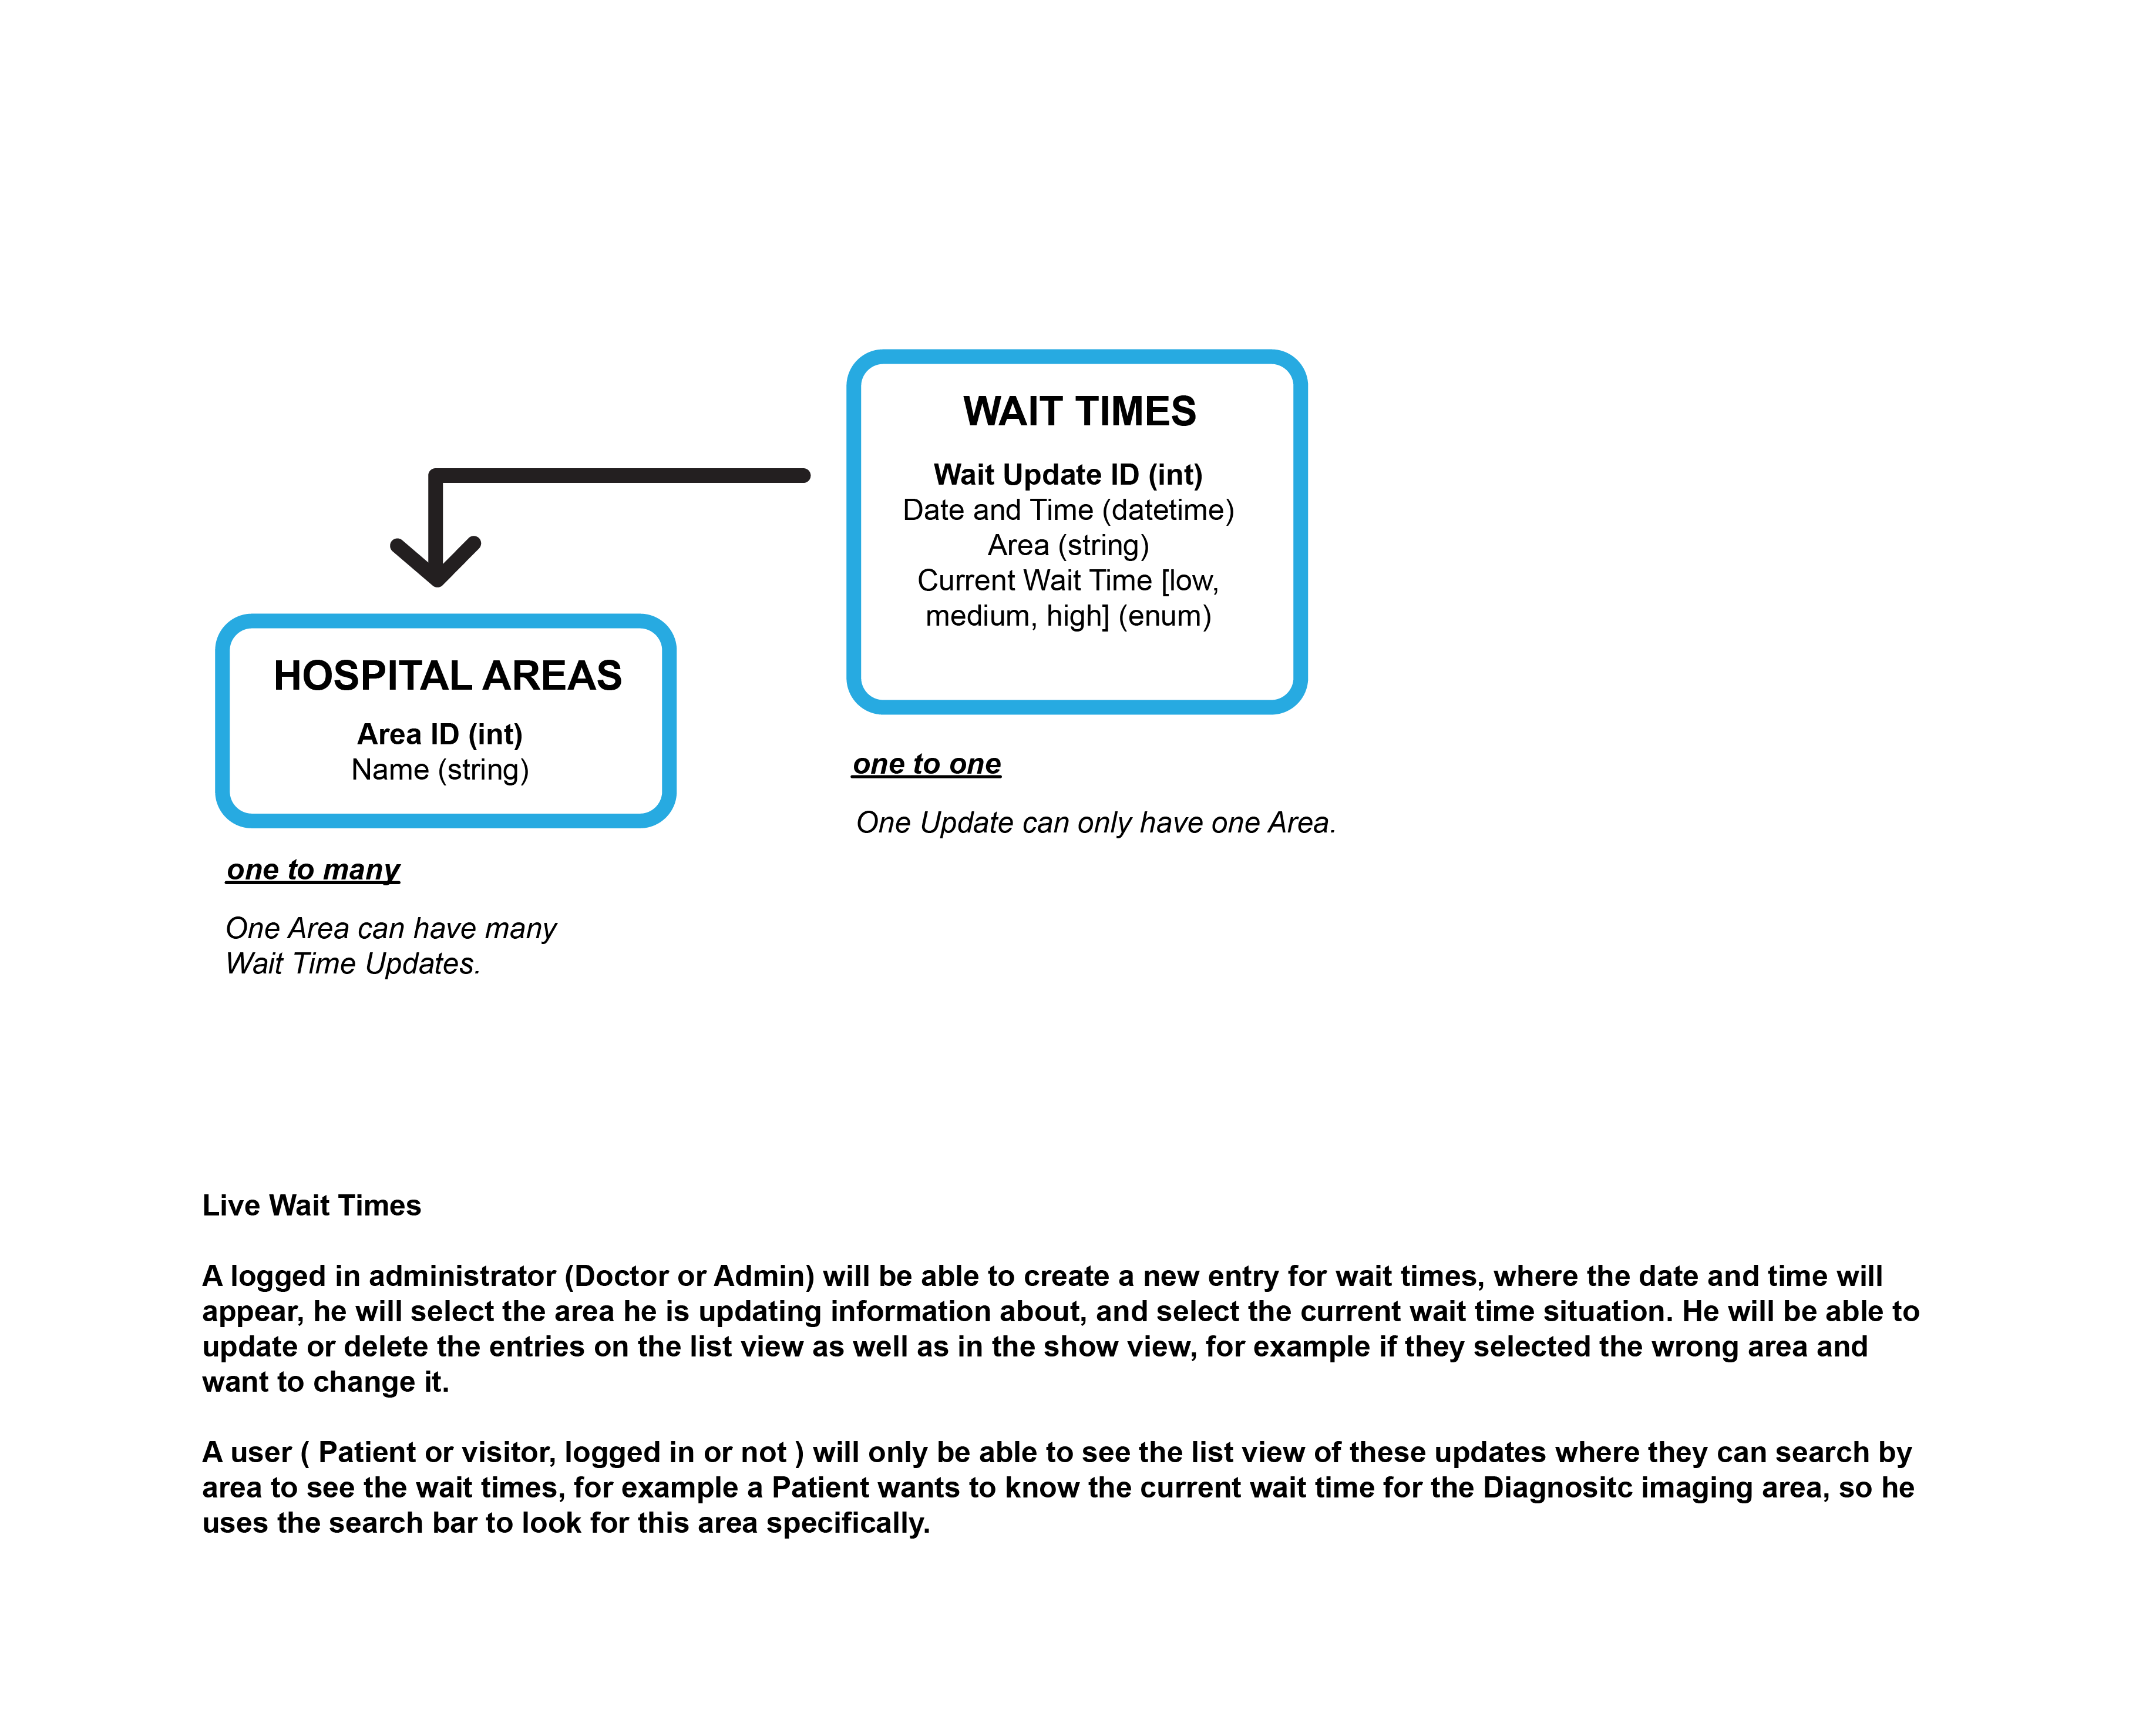 WAIT TIMES
Wait Update ID (int)
Date and Time (datetime)
Area (string)
Current Wait Time [low,
medium, high] (enum)
HOSPITAL AREAS
Area ID (int)
Name (string)
one to one
One Update can only have one Area.
one to many
One Area can have many
Wait Time Updates.
Live Wait Times
A logged in administrator (Doctor or Admin) will be able to create a new entry for wait times, where the date and time will
appear, he will select the area he is updating information about, and select the current wait time situation. He will be able to
update or delete the entries on the list view as well as in the show view, for example if they selected the wrong area and
want to change it.
A user ( Patient or visitor, logged in or not ) will only be able to see the list view of these updates where they can search by
area to see the wait times, for example a Patient wants to know the current wait time for the Diagnositc imaging area, so he
uses the search bar to look for this area specifically.